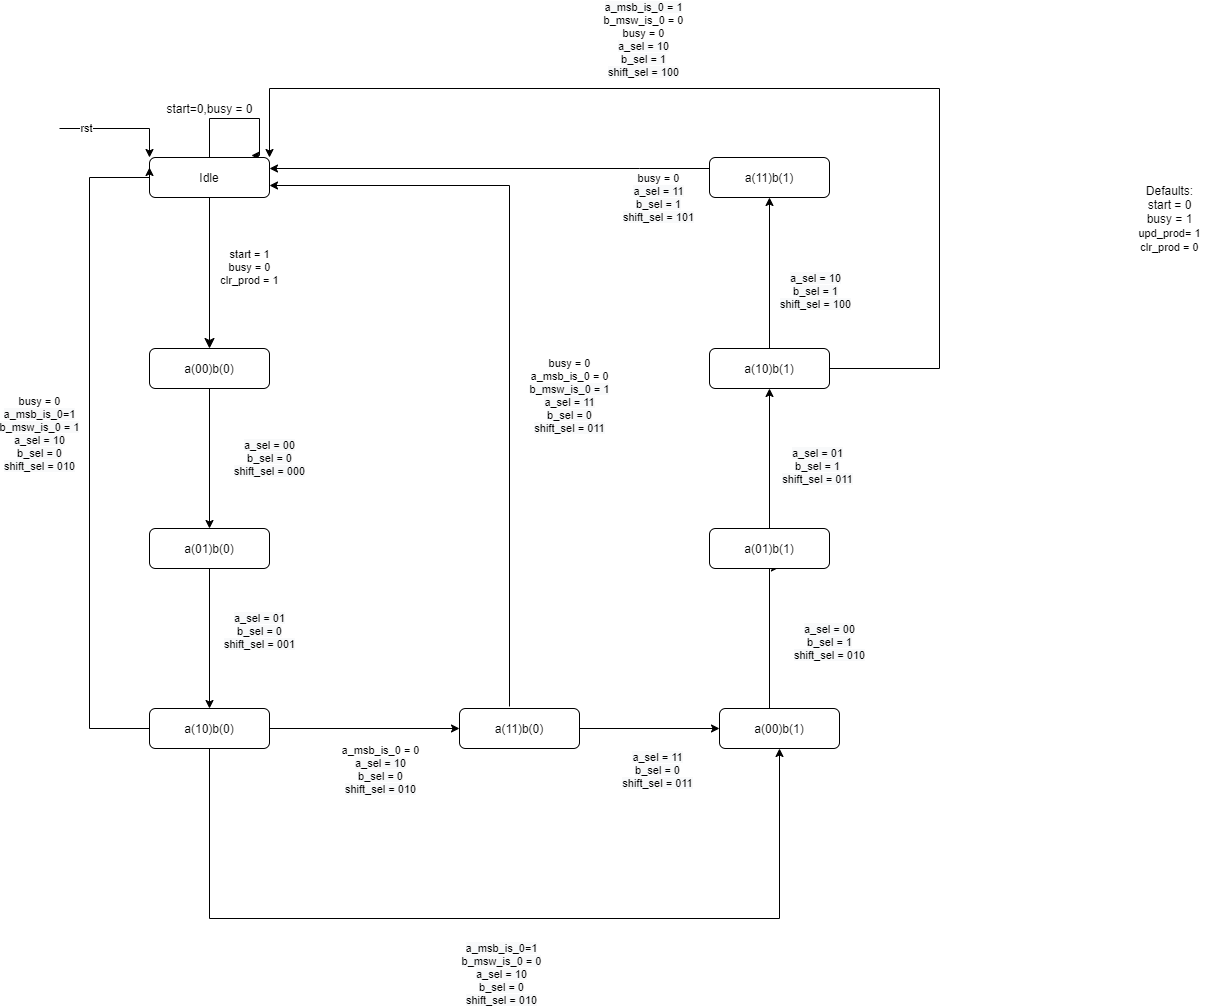 a_msb_is_0 = 1
b_msw_is_0 = 0
busy = 0
a_sel = 10
b_sel = 1
shift_sel = 100
start=0,busy = 0
rst
Idle
a(11)b(1)
busy = 0
a_sel = 11
b_sel = 1
shift_sel = 101
Defaults:
start = 0
busy = 1
upd_prod= 1
clr_prod = 0
start = 1
busy = 0
clr_prod = 1
a_sel = 10
b_sel = 1
shift_sel = 100
a(00)b(0)
a(10)b(1)
busy = 0
a_msb_is_0 = 0
b_msw_is_0 = 1
a_sel = 11
b_sel = 0
shift_sel = 011
busy = 0
a_msb_is_0=1
b_msw_is_0 = 1
a_sel = 10
b_sel = 0
shift_sel = 010
a_sel = 00
b_sel = 0
shift_sel = 000
a_sel = 01
b_sel = 1
shift_sel = 011
a(01)b(0)
a(01)b(1)
a_sel = 01
b_sel = 0
shift_sel = 001
a_sel = 00
b_sel = 1
shift_sel = 010
a(10)b(0)
a(11)b(0)
a(00)b(1)
a_msb_is_0 = 0
a_sel = 10
b_sel = 0
shift_sel = 010
a_sel = 11
b_sel = 0
shift_sel = 011
a_msb_is_0=1
b_msw_is_0 = 0
a_sel = 10
b_sel = 0
shift_sel = 010